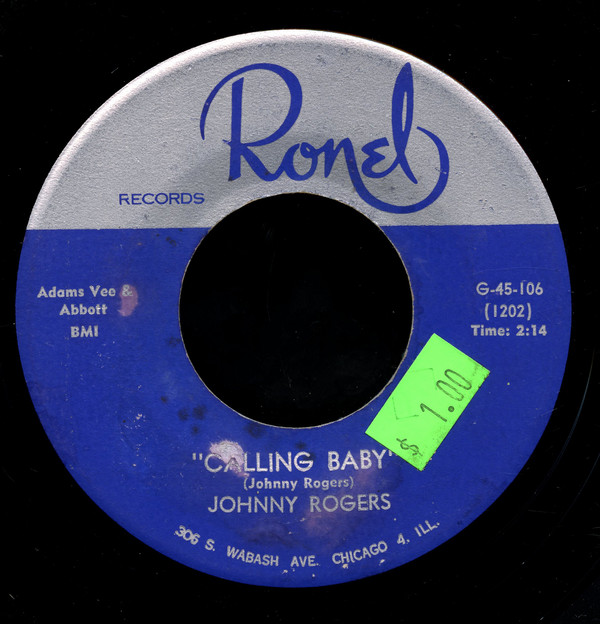 Ronel
RECORDS
Adams Vee &
Abbott
BMI
G-45-106
(1202)
Time: 2:14
1.00
"CALLING BABY"
(Johnny Rogers)
JOHNNY ROGERS
306 S. WABASH AVE. CHICAGO 4, ILL.